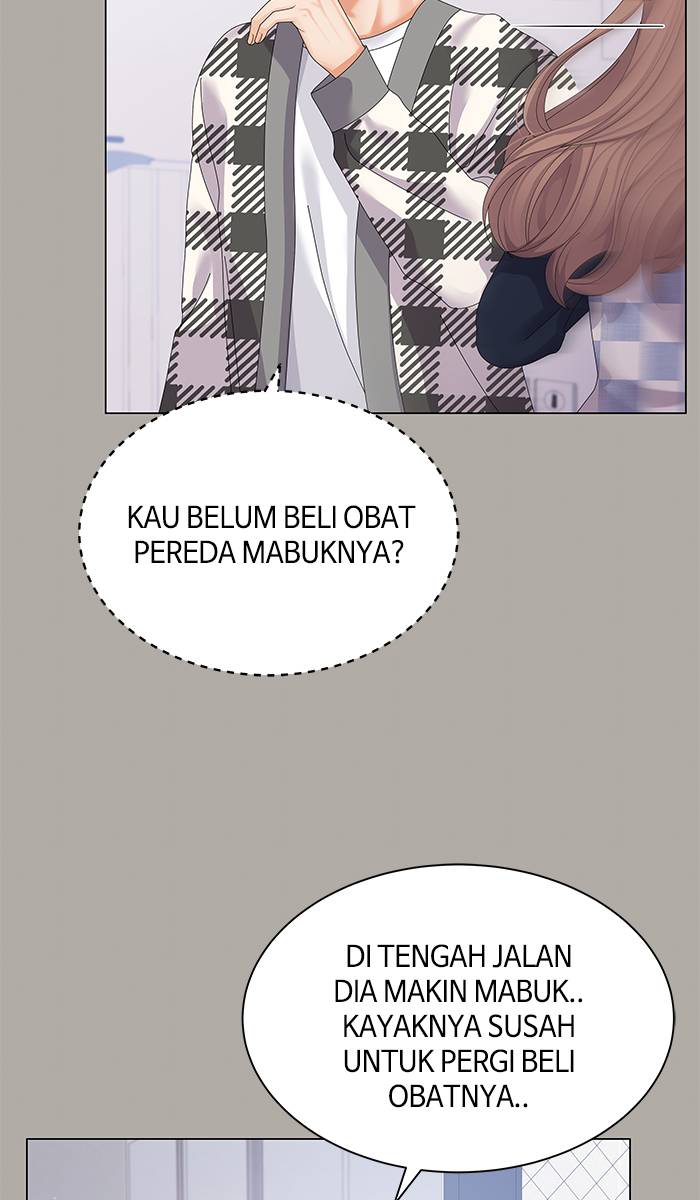 KAU BELUM BELI OBAT
PEREDA MABUKNYA?
DI TENGAH JALAN
DIA MAKIN MABUK..
KAYAKNYA SUSAH
UNTUK PERGI BELI
OBATNYA..